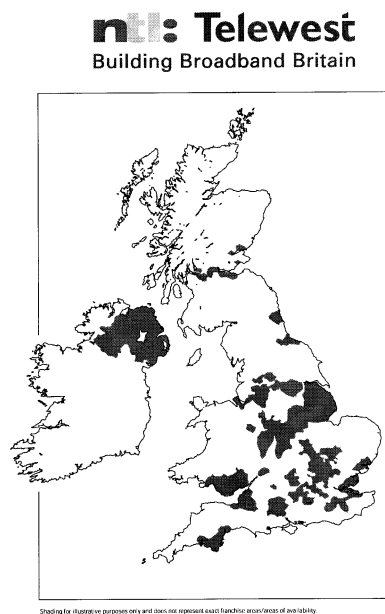 ntl: Telewest
Building Broadband Britain
Shading for illustrative purposes only and does not represent exact franchise areas/areas of availability.